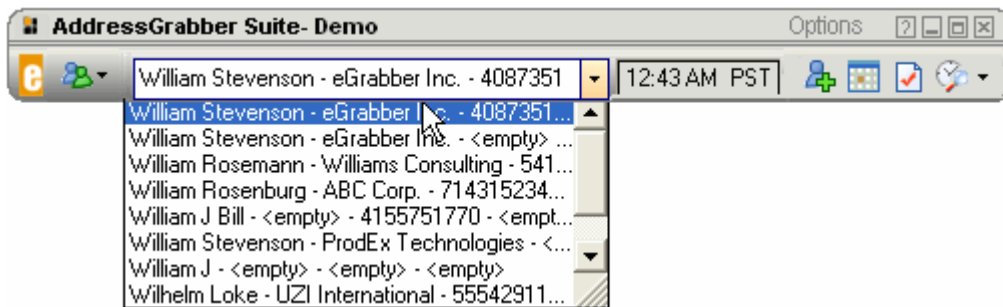 AddressGrabber Suite- Demo Options
e William Stevenson - eGrabber Inc. - 4087351 12:43 AM PST
William Stevenson - eGrabber Inc. - 4087351...
William Stevenson - eGrabber Inc. - <empty> ...
William Rosemann - Williams Consulting - 541...
William Rosenburg - ABC Corp. - 714315234...
William J Bill - <empty> - 4155751770 - <empt...
William Stevenson - ProdEx Technologies - <...
William J - <empty> - <empty> - <empty>
Wilhelm Loke - UZI International - 55542911...